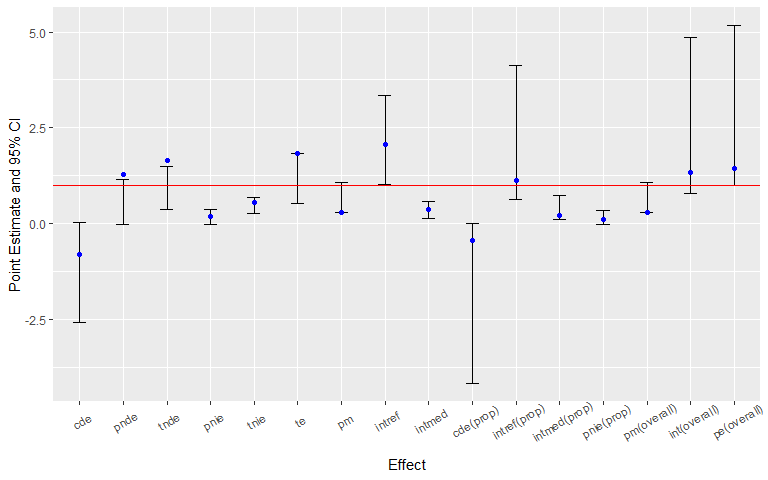 5.0
2.5
0.0
-2.5
Point Estimate and 95% CI
cde
pnde
tnde
pnie
tnie
te
pm
intref
intmed
cde(prop)
intref(prop)
intmed(prop)
pnie(prop)
pm(overall)
int(overall)
pe(overall)
Effect